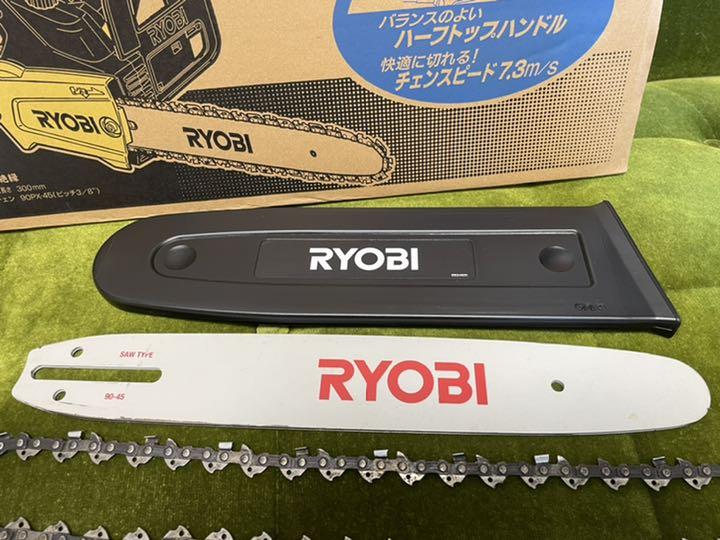 バランスのよい
ハーフトップハンドル
快適に切れる！
チェンスピード7.3m/s
RYOBI
RYOBI
RYOBI
300mm
90PX-45(ピッチ3/8")
RYOBI
SAW TYPE
90-45
RYOBI